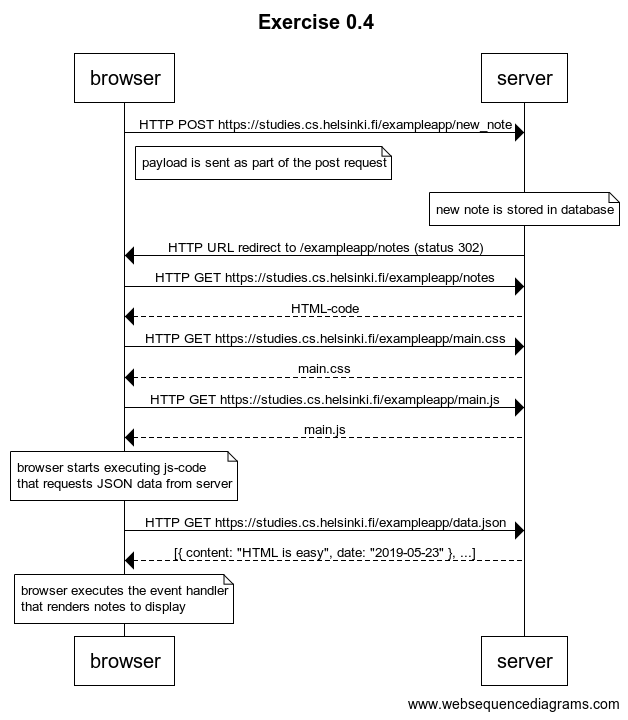 Exercise 0.4
browser
server
HTTP POST https://studies.cs.helsinki.fi/exampleapp/new_note
payload is sent as part of the post request
new note is stored in database
HTTP URL redirect to /exampleapp/notes (status 302)
HTTP GET https://studies.cs.helsinki.fi/exampleapp/notes
HTML-code
HTTP GET https://studies.cs.helsinki.fi/exampleapp/main.css
main.css
HTTP GET https://studies.cs.helsinki.fi/exampleapp/main.js
main.js
browser starts executing js-code
that requests JSON data from server
HTTP GET https://studies.cs.helsinki.fi/exampleapp/data.json
[{ content: "HTML is easy", date: "2019-05-23" }, ...]
browser executes the event handler
that renders notes to display
browser
server
www.websequencediagrams.com